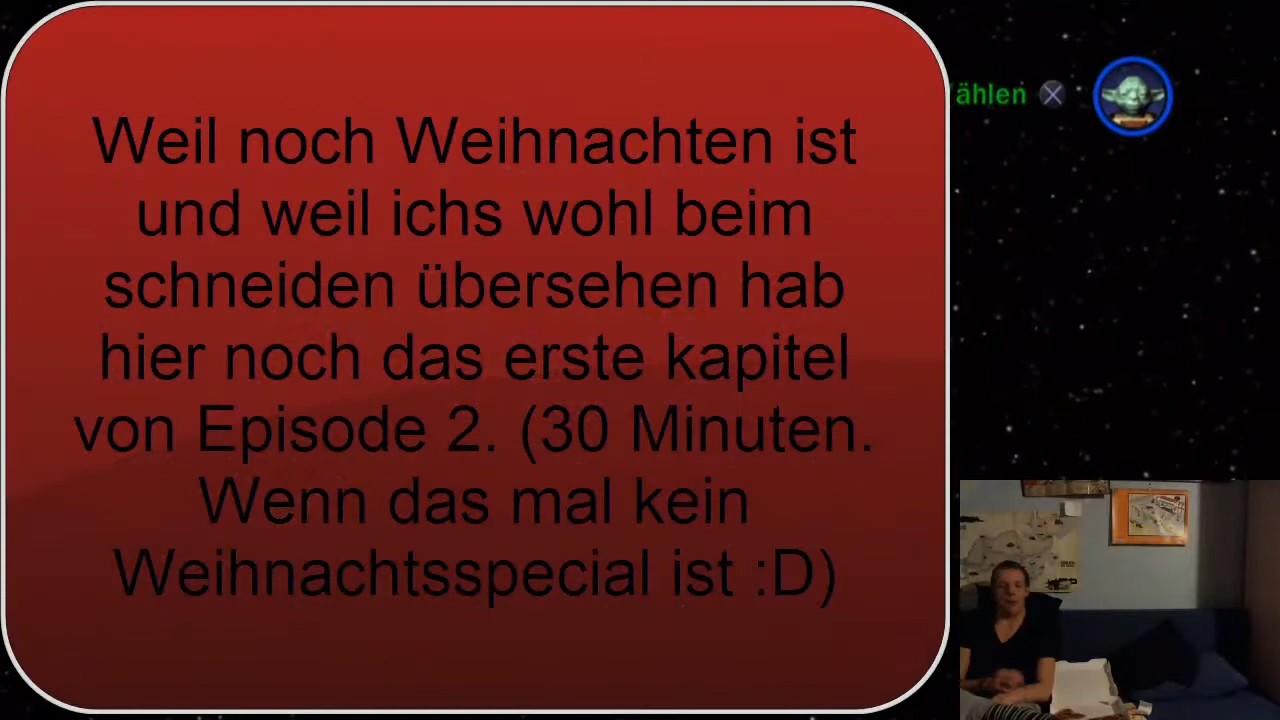 Weil noch Weihnachten ist
und weil ichs wohl beim
schneiden übersehen hab
hier noch das erste kapitel
von Episode 2. (30 Minuten.
Wenn das mal kein
Weihnachtsspecial ist :D)
ählen